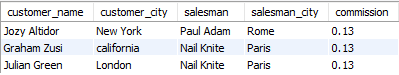 customer_name customer_city salesman salesman_city commission
Jozy Altidor New York Paul Adam Rome 0.13
Graham Zusi california Nail Knite Paris 0.13
Julian Green London Nail Knite Paris 0.13